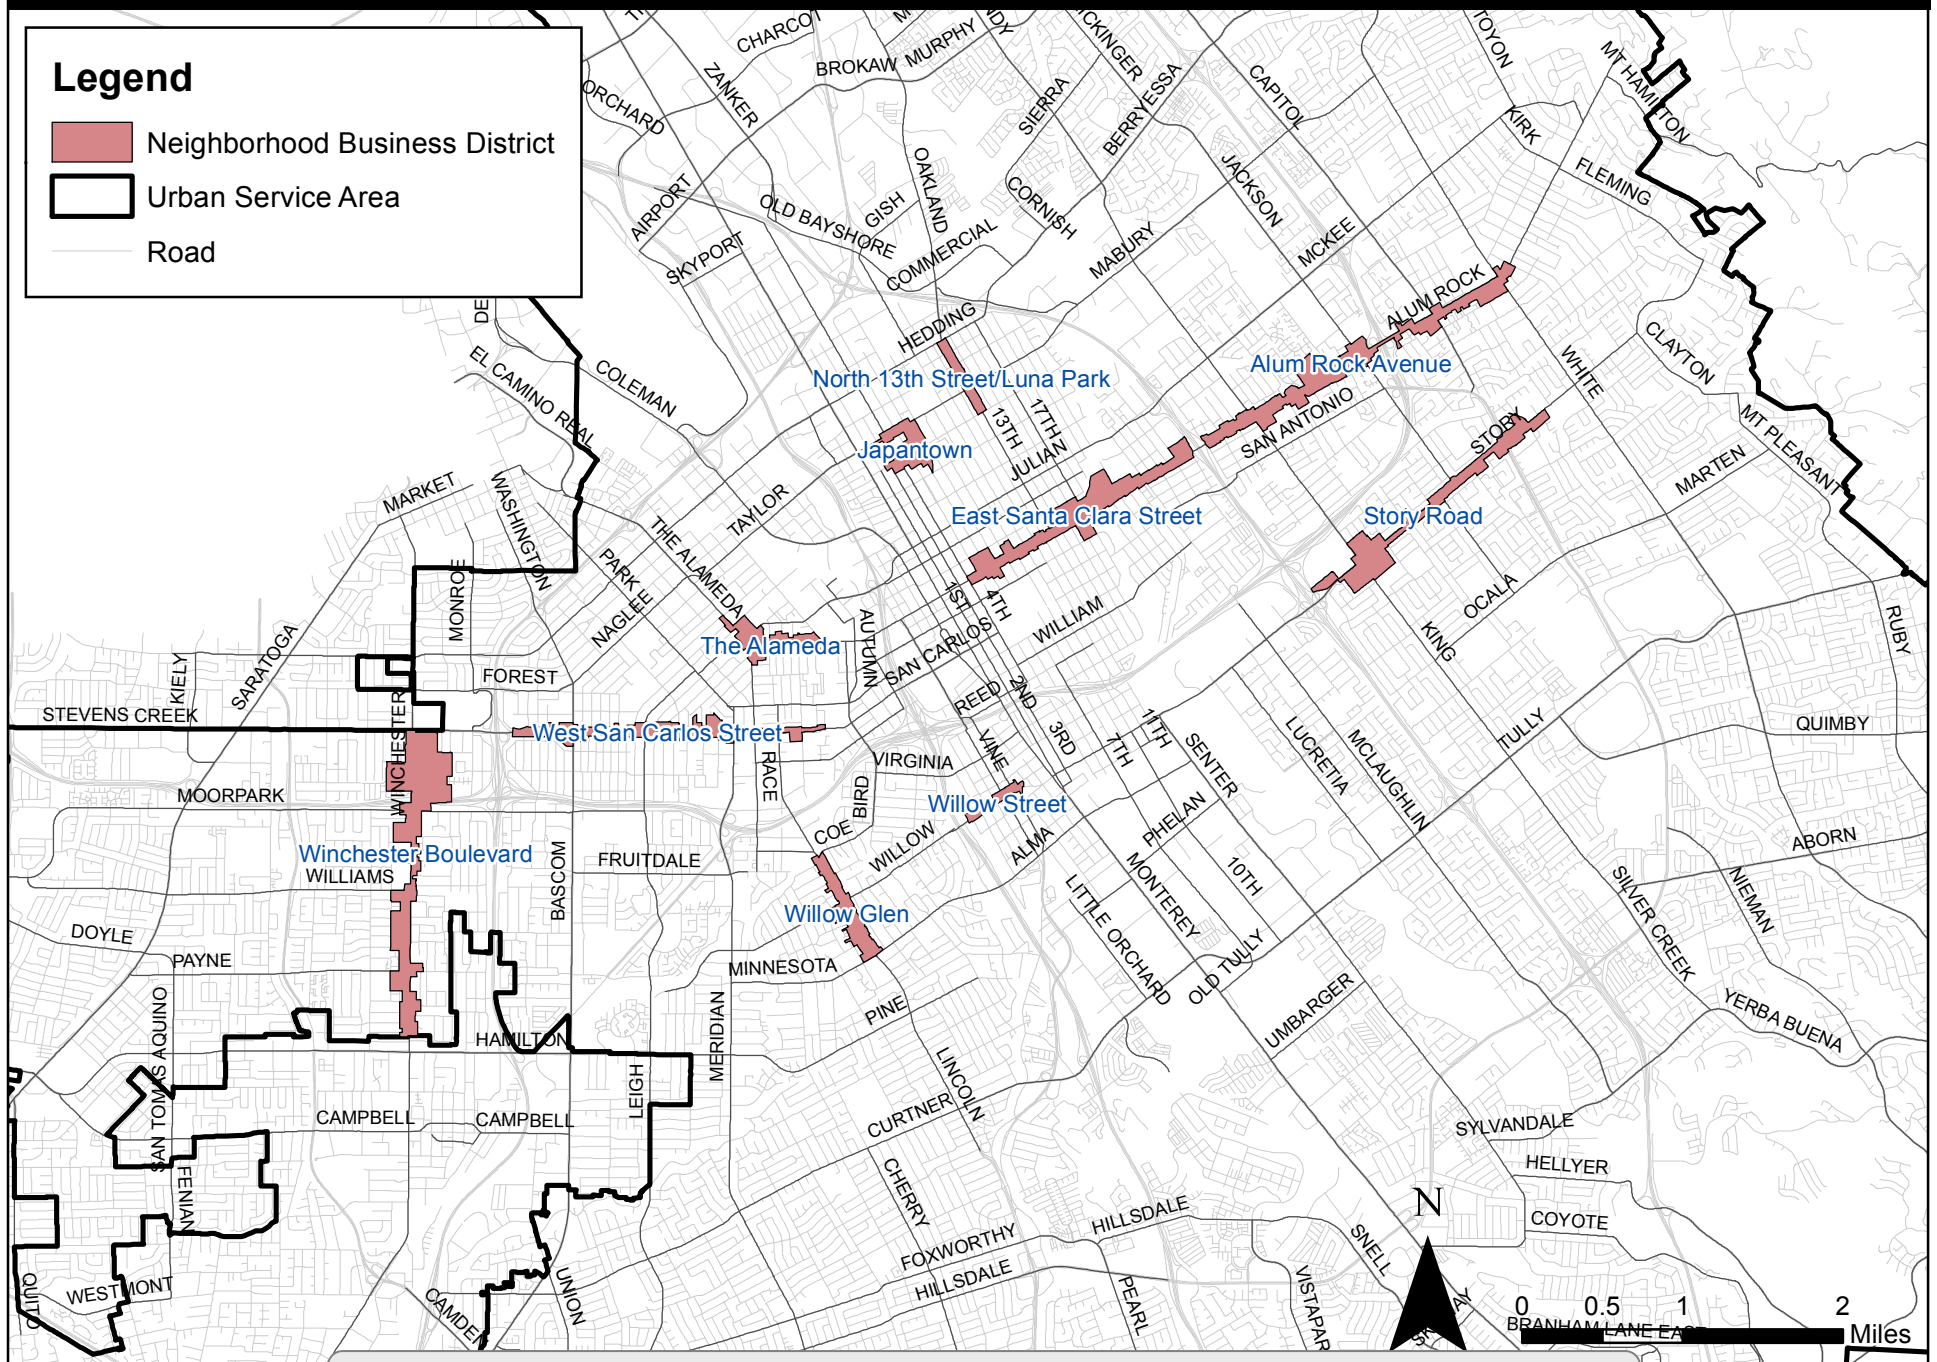 Legend
Neighborhood Business District
Urban Service Area
Road
CHARCOT
MURPHY
BROKAW
ZANKER
ORCHARD
SIERRA
BERRYESSA
CAPITOL
TOYON
MT HAMILTON
KIRK
FLEMING
OAKLAND
GISH
CORNISH
JACKSON
AIRPORT
OLD BAYSHORE
COMMERCIAL
SKYPORT
MABURY
MCKEE
ALUM ROCK
HEDDING
DE
EL CAMINO REAL
COLEMAN
North 13th Street/Luna Park
Alum Rock Avenue
WHITE
CLAYTON
13TH
17TH
N
SAN ANTONIO
STORY
MT PLEASANT
Japantown
JULIAN
MARTEN
MARKET
WASHINGTON
TAYLOR
THE ALAMEDA
East Santa Clara Street
Story Road
MONROE
PARK
NAGLEE
1ST
4TH
WILLIAM
OCALA
KING
RUBY
The Alameda
AUTUMN
SAN CARLOS
KIELY
SARATOGA
FOREST
REED
2ND
STEVENS CREEK
WINCHESTER
West San Carlos Street
RACE
VINE
3RD
7TH
11TH
SENTER
LUCRETIA
MCLAUGHLIN
TULLY
QUIMBY
VIRGINIA
BIRD
MOORPARK
Willow Street
COE
WILLOW
ALMA
PHELAN
ABORN
Winchester Boulevard
WILLIAMS
BASCOM
FRUITDALE
MONTEREY
10TH
SILVER CREEK
NIEMAN
Willow Glen
LITTLE ORCHARD
DOYLE
PAYNE
MINNESOTA
OLD TULLY
SAN TOMAS AQUINO
MERIDIAN
PINE
UMBARGER
YERBA BUENA
HAMILTON
LINCOLN
LEIGH
CAMPBELL
CAMPBELL
CURTNER
SYLVANDALE
FENIAN
CHERRY
HELLYER
N
HILLSDALE
COYOTE
FOXWORTHY
SNELL
HILLSDALE
QUITO
WESTMONT
CAMDEN
UNION
PEARL
VISTAPARK
0 0.5 1 2
BRANHAM LANE EAST
Miles